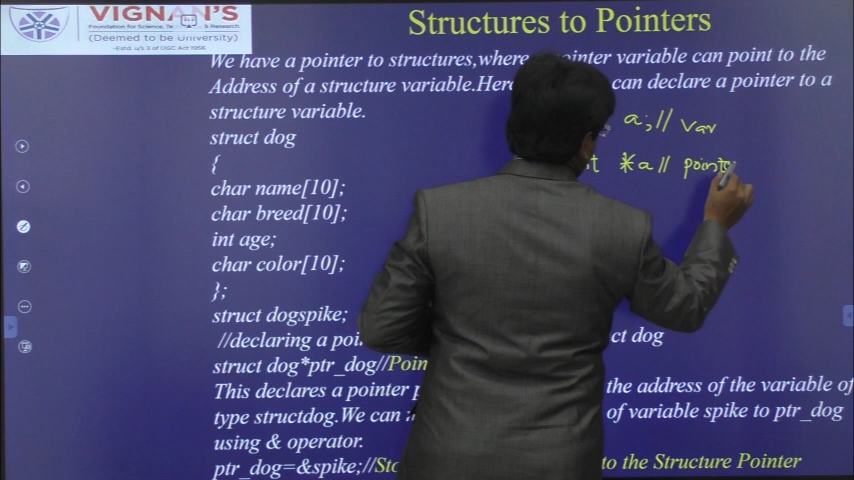 VIGNAN'S
Foundation for Science, Te & Research
(Deemed to be University)
-Estd. u/s 3 of UGC Act 1956
Structures to Pointers
We have a pointer to structures,where pointer variable can point to the
Address of a structure variable.Here can declare a pointer to a
structure variable.
a;// var
struct dog
{
t *a// pointe
char name[10];
char breed[10];
int age;
char color[10];
};
struct dogspike;
//declaring a poi ct dog
struct dog*ptr_dog//Poin
This declares a pointer p the address of the variable of
type structdog.We can of variable spike to ptr_dog
using & operator.
ptr_dog=&spike;//Sto to the Structure Pointer